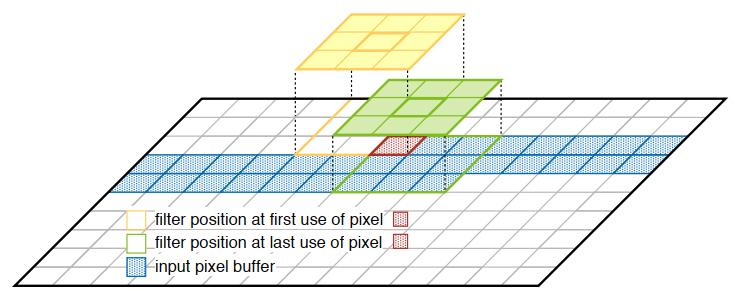 filter position at first use of pixel
filter position at last use of pixel
input pixel buffer